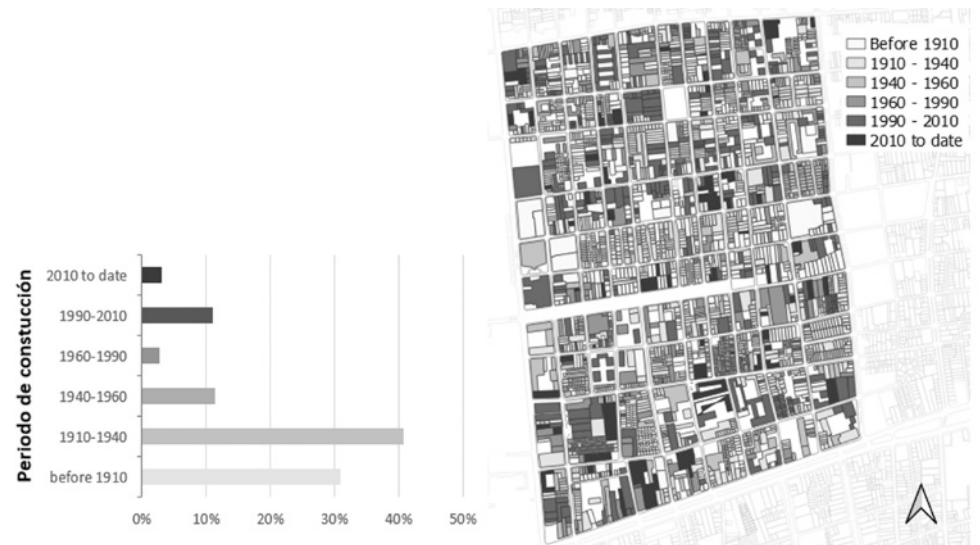 Before 1910
1910 - 1940
1940 - 1960
1960 - 1990
1990 - 2010
2010 to date
Periodo de constucción
2010 to date
1990-2010
1960-1990
1940-1960
1910-1940
before 1910
0%
10%
20%
30%
40%
50%